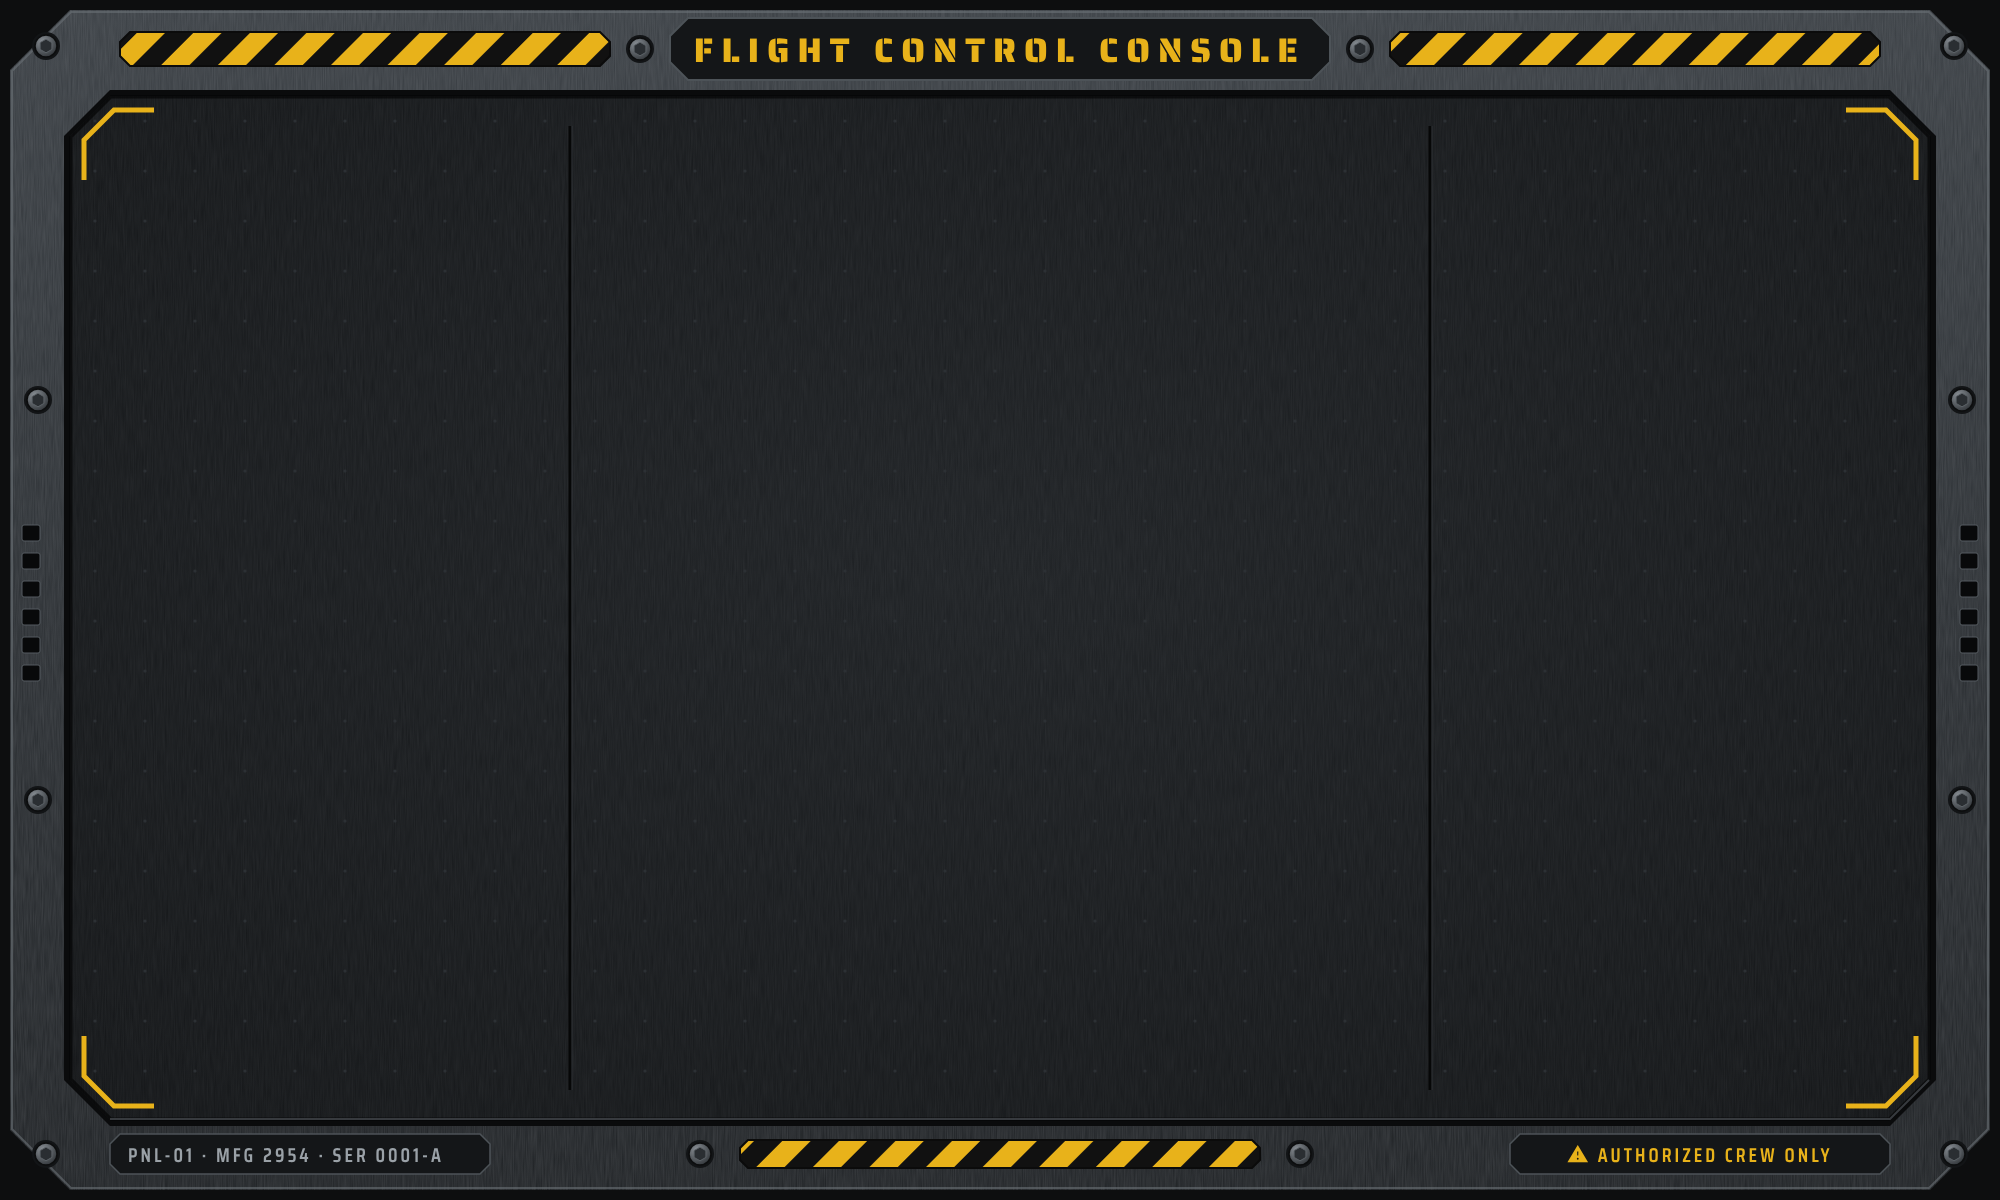 FLIGHT CONTROL CONSOLE
PNL-01 · MFG 2954 · SER 0001-A
AUTHORIZED CREW ONLY